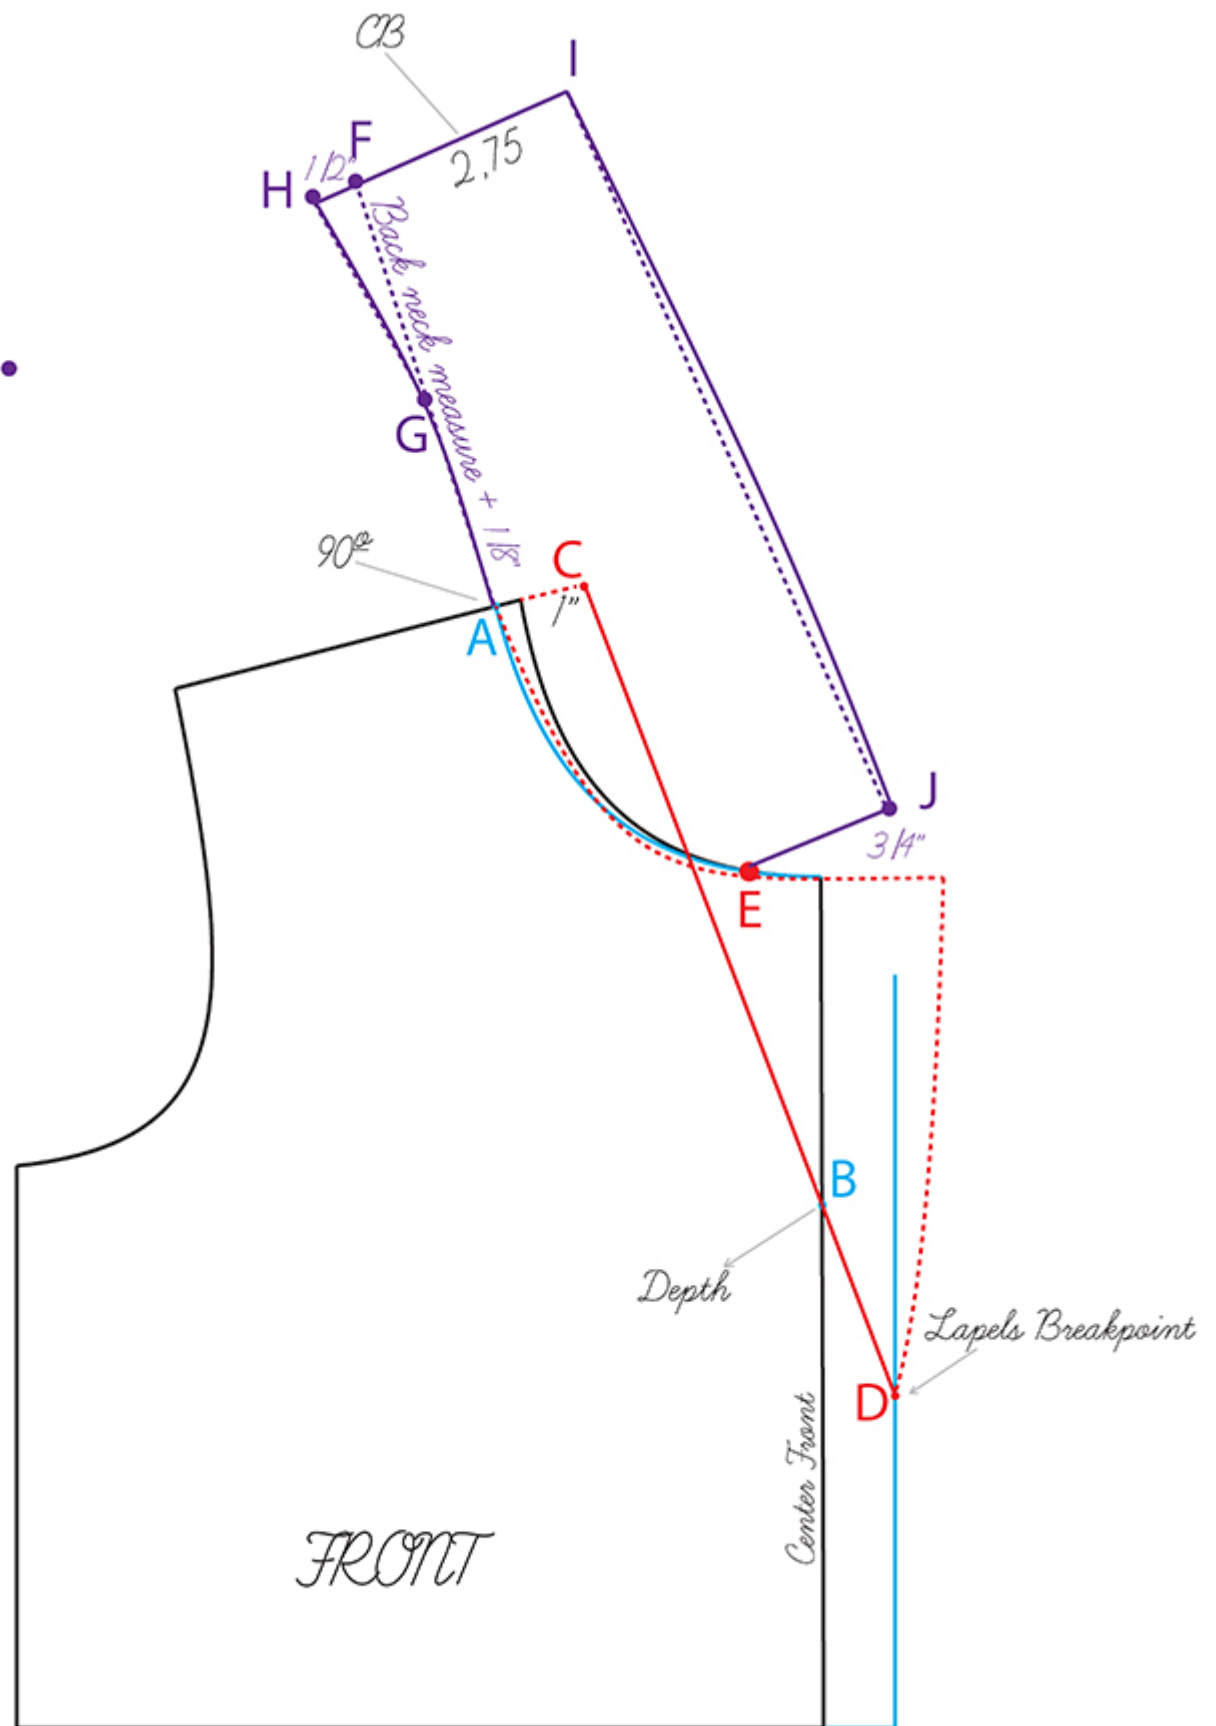 CB
I
F
1/2"
H
2,75
Back neck measure + 1/8"
G
90º
C
1"
A
J
3/4"
E
B
Depth
Lapels Breakpoint
D
Center Front
FRONT